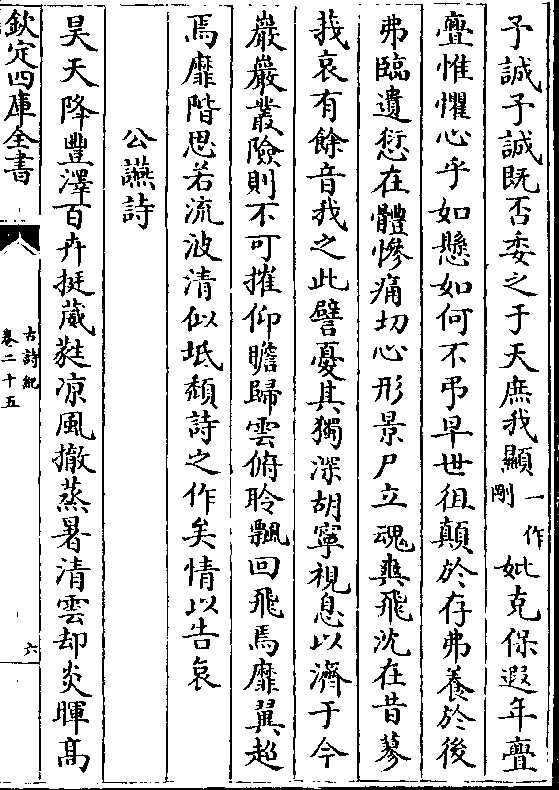 予誠予誠既否委之于天庶我顯一作剛妣克保遐年亹
亹惟懼心乎如懸如何不弔早世徂顛於存弗養於後
弗臨遺愆在體慘痛切心形景尸立魂爽飛沈在昔蓼
莪哀有餘音我之此譬憂其獨深胡寧視息以濟于今
巖巖叢險則不可摧仰瞻歸雲俯聆飄回飛焉靡翼超
焉靡階思若流波清似坻頹詩之作矣情以告哀
公讌詩
昊天降豐澤百卉挺葳蕤凉風撤蒸暑清雲却炎暉髙
欽定四庫全書
古詩紀
卷二十五
六